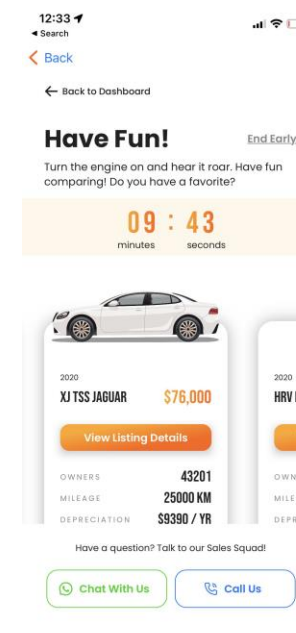 12:33
◀ Search
Back
← Back to Dashboard
Have Fun!
End Early
Turn the engine on and hear it roar. Have fun
comparing! Do you have a favorite?
09 : 43
minutes seconds
2020
XJ TSS JAGUAR $76,000
View Listing Details
OWNERS 43201
MILEAGE 25000 KM
DEPRECIATION $9390 / YR
2020
HRV
Have a question? Talk to our Sales Squad!
Chat With Us
Call Us